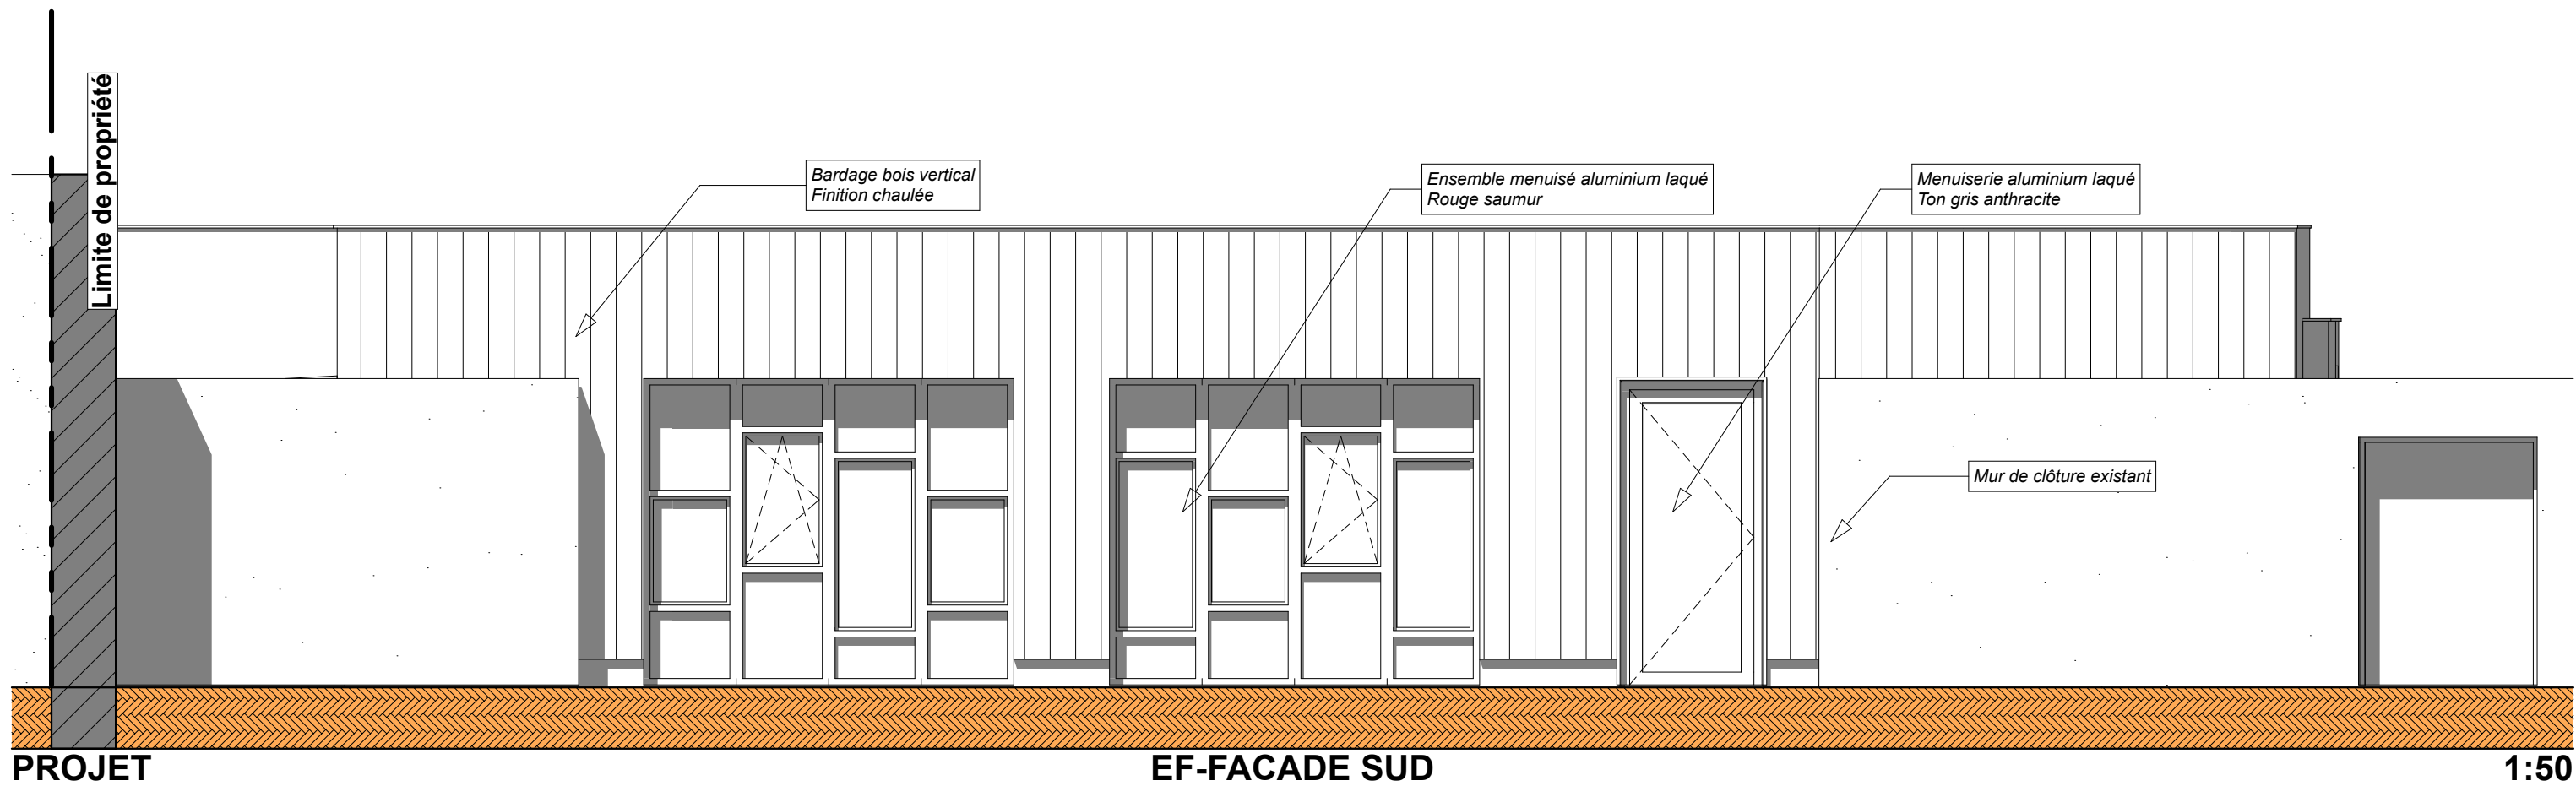 Limite de propriété
Bardage bois vertical
Finition chaulée
Ensemble menuisé aluminium laqué
Rouge saumur
Menuiserie aluminium laqué
Ton gris anthracite
Mur de clôture existant
PROJET
EF-FACADE SUD
1:50